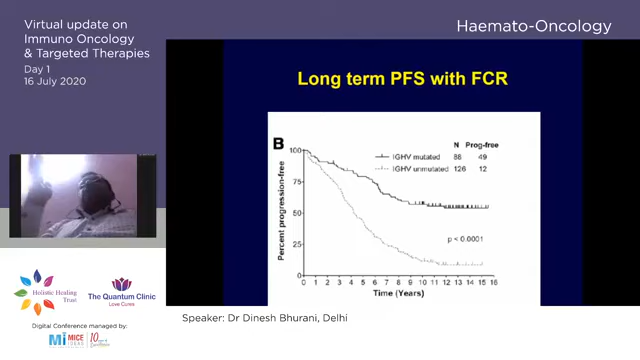 Virtual update on
Immuno Oncology
& Targeted Therapies
Day 1
16 July 2020
Haemato-Oncology
Long term PFS with FCR
B
N Prog-free
IGHV mutated 88 49
IGHV unmutated 126 12
100
75
50
25
0
Percent progression-free
p < 0.0001
0 1 2 3 4 5 6 7 8 9 10 11 12 13 14 15 16
Time (Years)
Holistic Healing
Trust
The Quantum Clinic
Love Cures
Digital Conference managed by:
Mi MICE
10
Speaker: Dr Dinesh Bhurani, Delhi